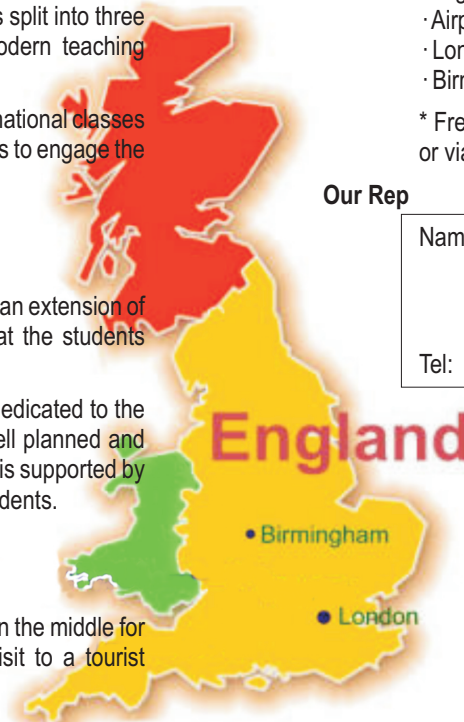 s split into three
odern teaching
national classes
s to engage the
an extension of
at the students
edicated to the
ell planned and
is supported by
dents.
n the middle for
isit to a tourist
· Airp
· Lon
· Birm
* Fre
or via
Our Rep
Nam
Tel:
England
Birmingham
London